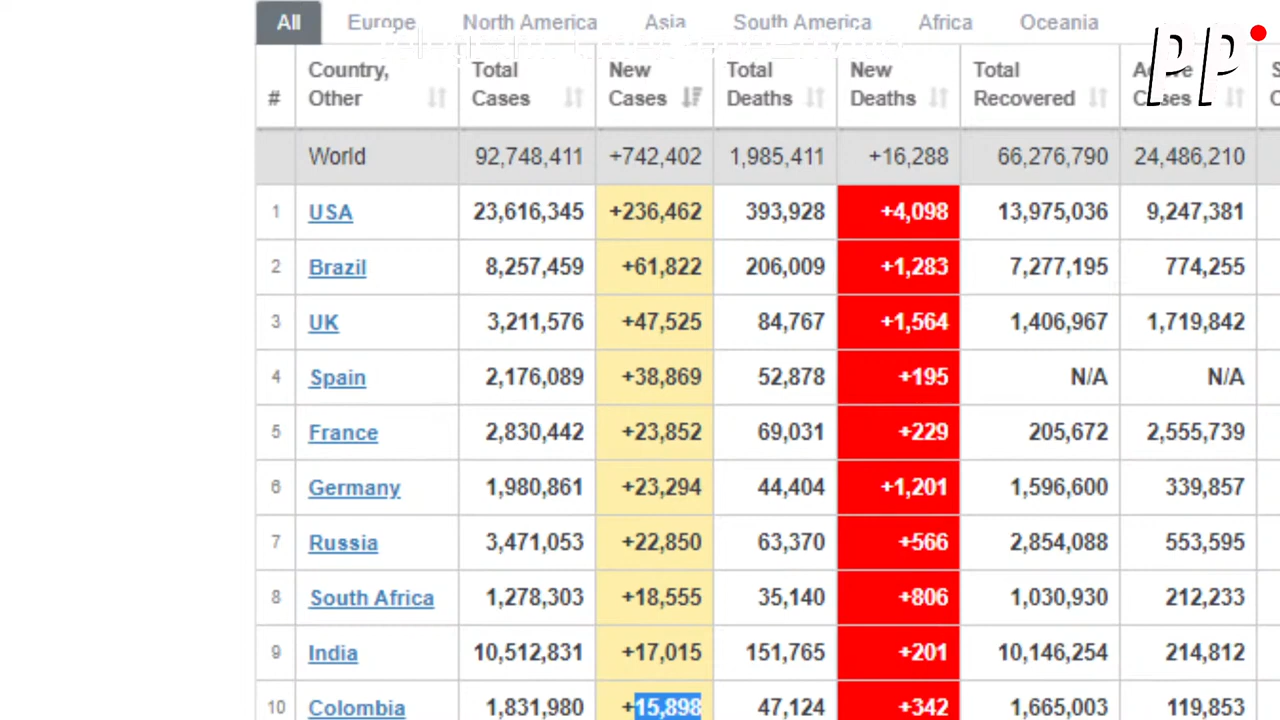 All Europe North America Asia South America Africa Oceania
# Country, Other Total Cases New Cases Total Deaths New Deaths Total Recovered Cases
World 92,748,411 +742,402 1,985,411 +16,288 66,276,790 24,486,210
1 USA 23,616,345 +236,462 393,928 +4,098 13,975,036 9,247,381
2 Brazil 8,257,459 +61,822 206,009 +1,283 7,277,195 774,255
3 UK 3,211,576 +47,525 84,767 +1,564 1,406,967 1,719,842
4 Spain 2,176,089 +38,869 52,878 +195 N/A N/A
5 France 2,830,442 +23,852 69,031 +229 205,672 2,555,739
6 Germany 1,980,861 +23,294 44,404 +1,201 1,596,600 339,857
7 Russia 3,471,053 +22,850 63,370 +566 2,854,088 553,595
8 South Africa 1,278,303 +18,555 35,140 +806 1,030,930 212,233
9 India 10,512,831 +17,015 151,765 +201 10,146,254 214,812
10 Colombia 1,831,980 +15,898 47,124 +342 1,665,003 119,853